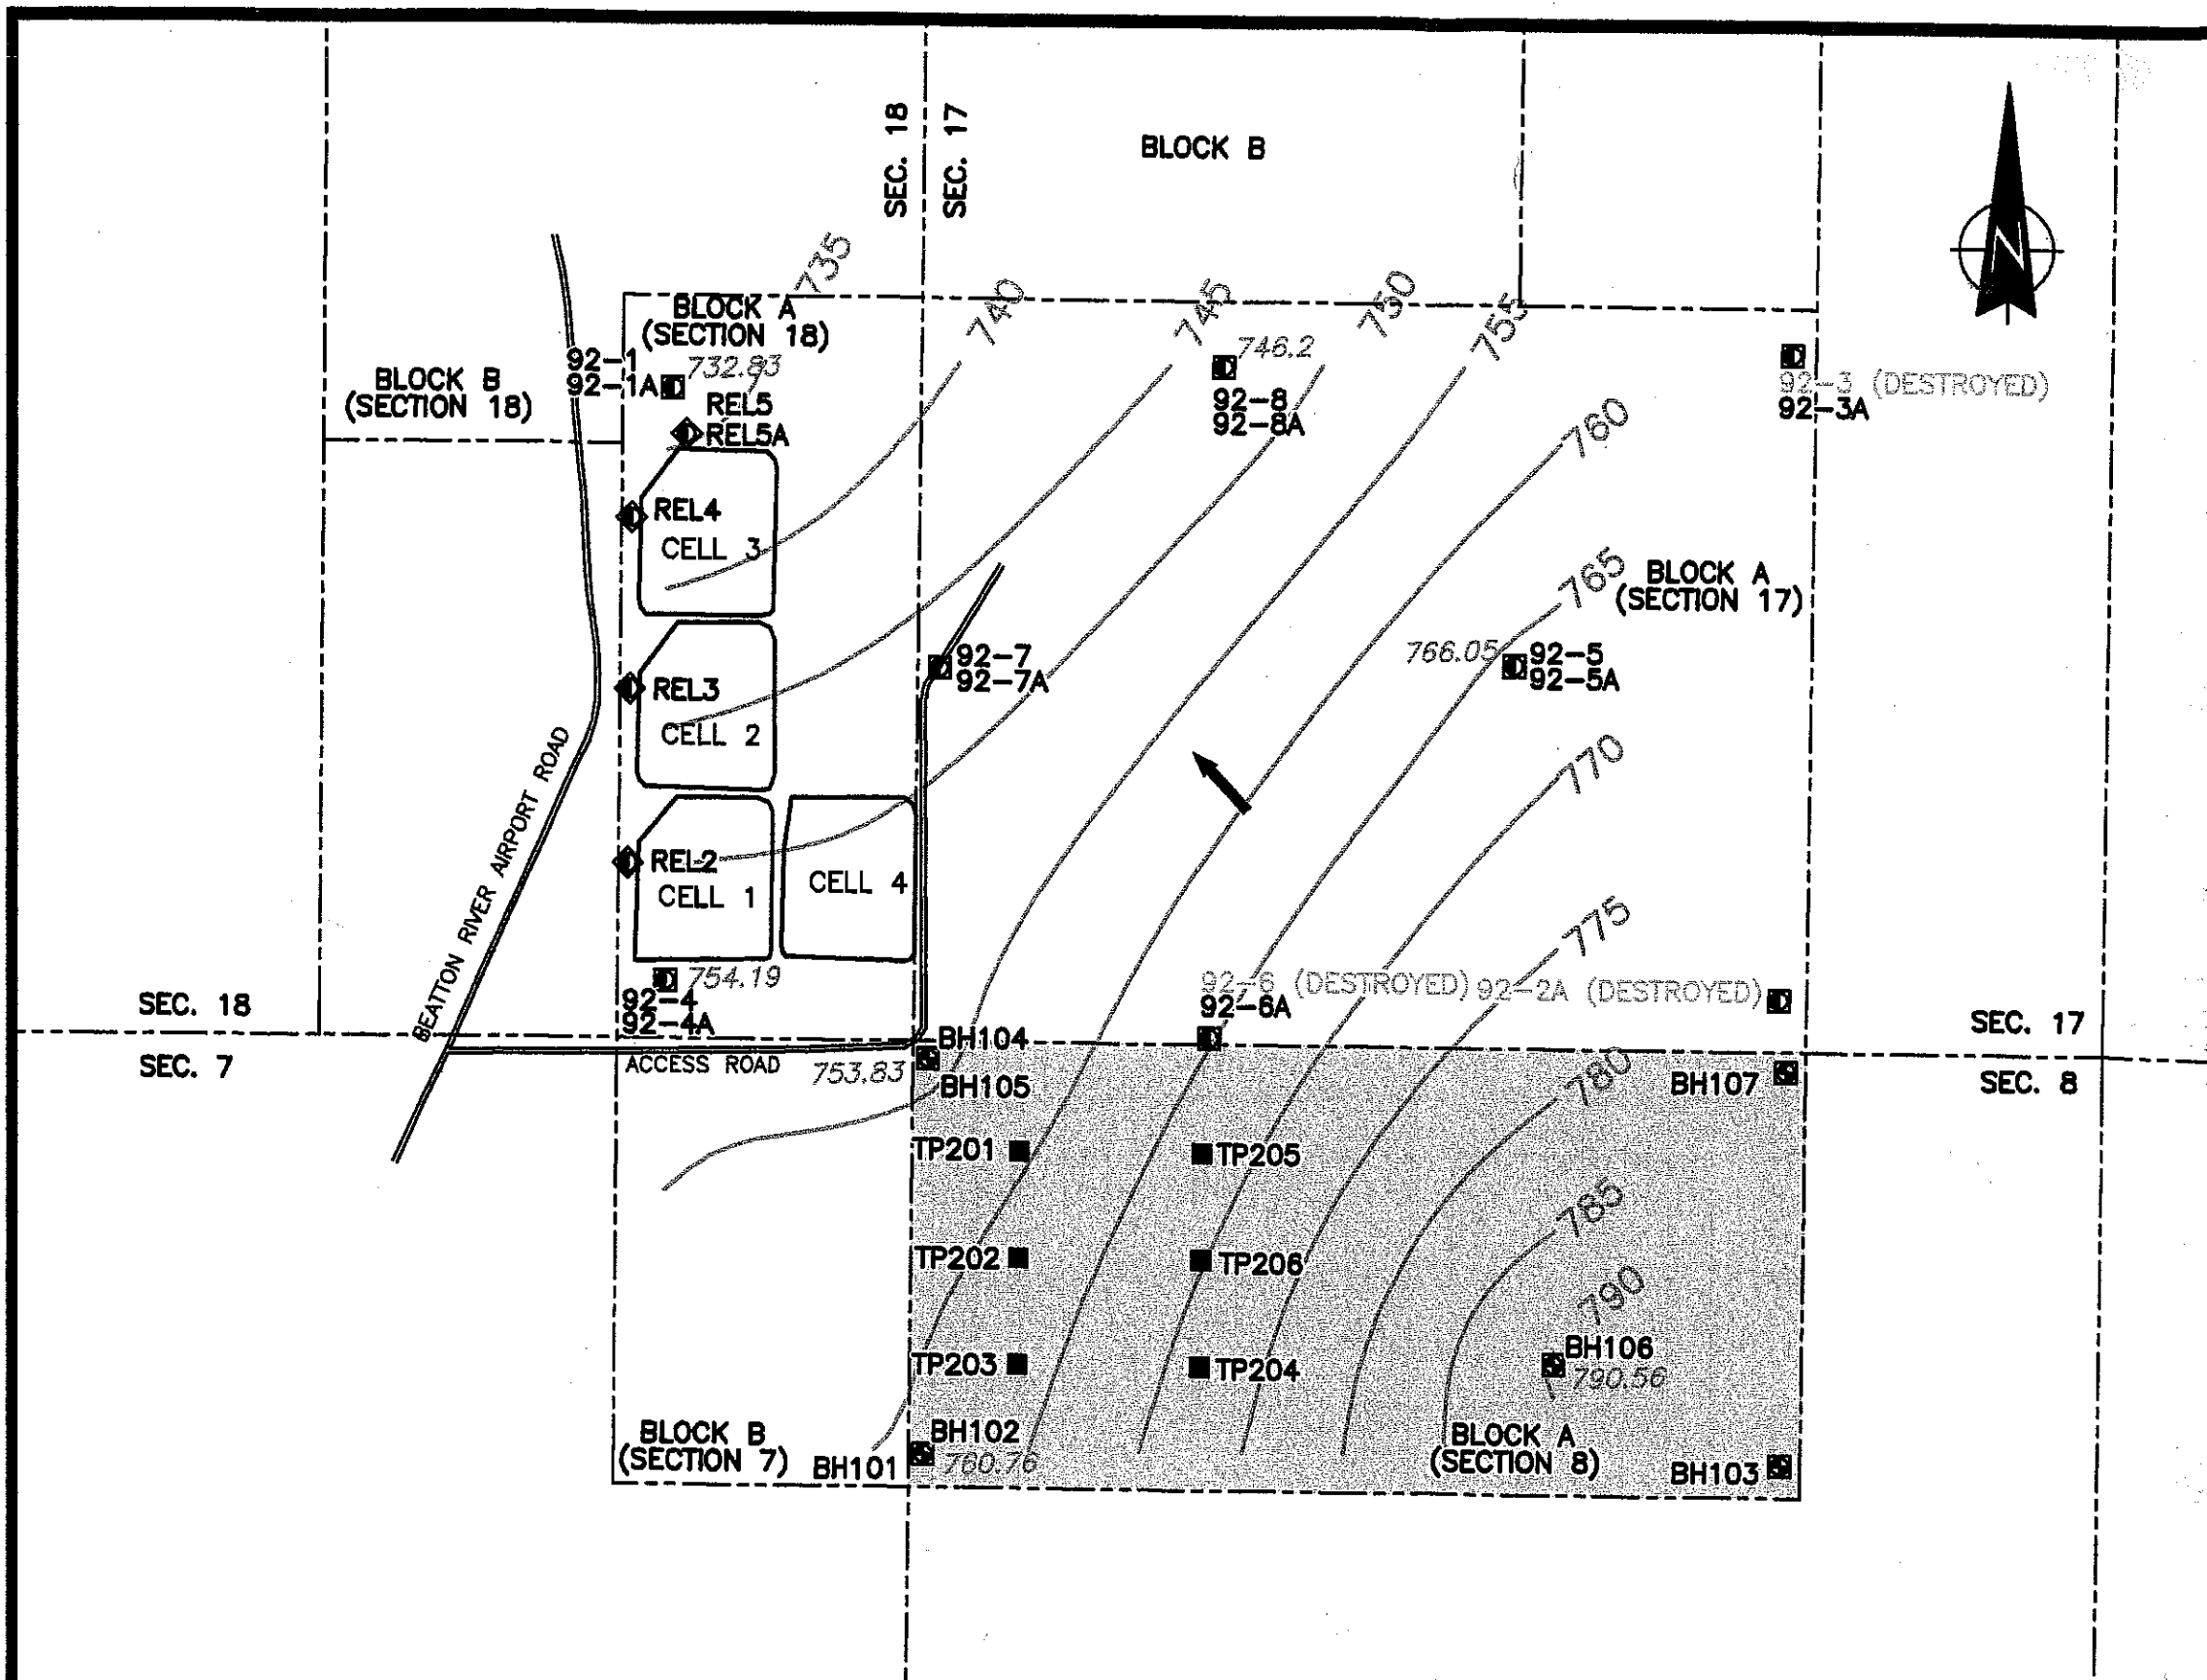 SEC. 18
SEC. 17
BLOCK B
N
735
740
745
750
755
BLOCK A
(SECTION 18)
92-1
92-1A
732.83
746.2
92-8
92-8A
92-3 (DESTROYED)
92-3A
BLOCK B
(SECTION 18)
REL5
REL5A
760
REL4
CELL 3
765
BLOCK A
(SECTION 17)
92-7
92-7A
766.05
92-5
92-5A
REL3
CELL 2
770
BEATTON RIVER AIRPORT ROAD
REL2
CELL 1
CELL 4
775
754.19
92-4
92-4A
92-6 (DESTROYED)
92-6A
92-2A (DESTROYED)
SEC. 18
SEC. 17
SEC. 7
SEC. 8
ACCESS ROAD
753.83
BH104
BH105
780
BH107
TP201
TP205
785
TP202
TP206
790
TP203
TP204
BH106
790.56
BLOCK B
(SECTION 7)
BH102
BH101
760.76
BLOCK A
(SECTION 8)
BH103